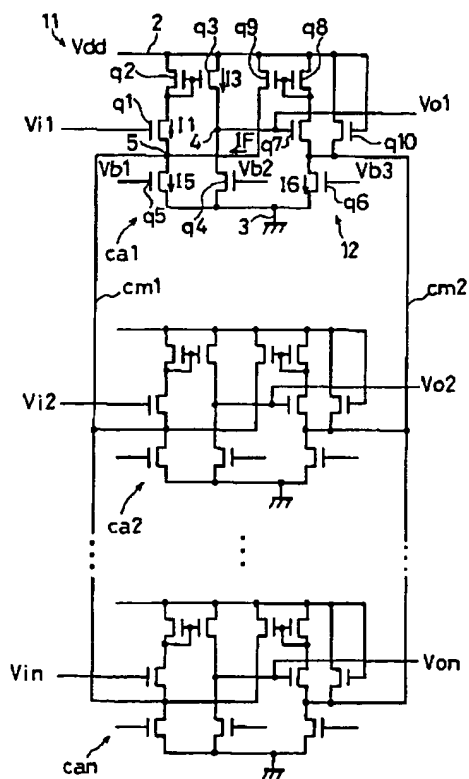 11
2
Vdd
q2
q3
q9
q8
I3
q1
Vi1
I1
4
Vo1
5
IF
q7
q10
Vb1
I5
Vb2
I6
Vb3
q5
q4
q6
ca1
3
12
cm1
cm2
Vi2
Vo2
ca2
Vin
Von
can